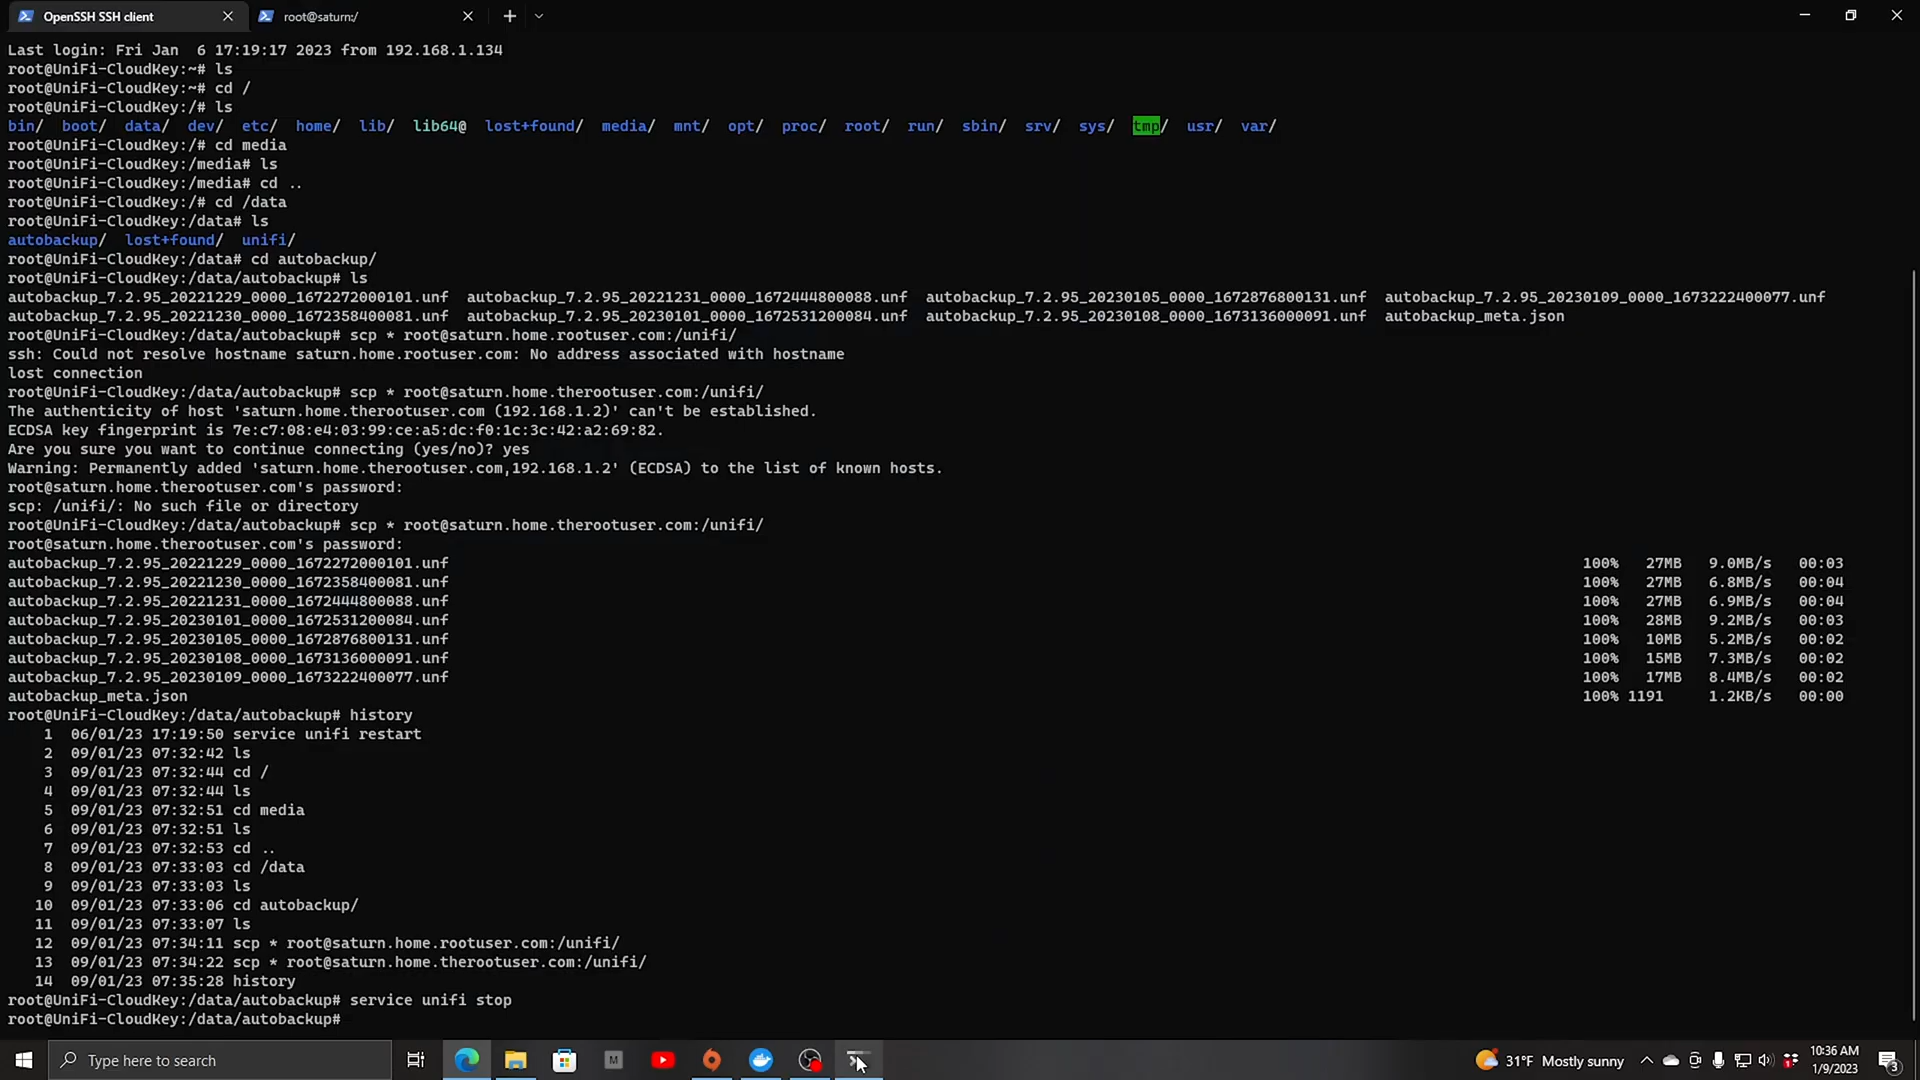 OpenSSH SSH client
root@saturn:/
Last login: Fri Jan  6 17:19:17 2023 from 192.168.1.134
root@UniFi-CloudKey:~# ls
root@UniFi-CloudKey:~# cd /
root@UniFi-CloudKey:/# ls
bin/  boot/  data/  dev/  etc/  home/  lib/  lib64@  lost+found/  media/  mnt/  opt/  proc/  root/  run/  sbin/  srv/  sys/  tmp/  usr/  var/
root@UniFi-CloudKey:/# cd media
root@UniFi-CloudKey:/media# ls
root@UniFi-CloudKey:/media# cd ..
root@UniFi-CloudKey:/# cd /data
root@UniFi-CloudKey:/data# ls
autobackup/  lost+found/  unifi/
root@UniFi-CloudKey:/data# cd autobackup/
root@UniFi-CloudKey:/data/autobackup# ls
autobackup_7.2.95_20221229_0000_1672272000101.unf  autobackup_7.2.95_20221231_0000_1672444800088.unf  autobackup_7.2.95_20230105_0000_1672876800131.unf  autobackup_7.2.95_20230109_0000_1673222400077.unf
autobackup_7.2.95_20221230_0000_1672358400081.unf  autobackup_7.2.95_20230101_0000_1672531200084.unf  autobackup_7.2.95_20230108_0000_1673136000091.unf  autobackup_meta.json
root@UniFi-CloudKey:/data/autobackup# scp * root@saturn.home.rootuser.com:/unifi/
ssh: Could not resolve hostname saturn.home.rootuser.com: No address associated with hostname
lost connection
root@UniFi-CloudKey:/data/autobackup# scp * root@saturn.home.therootuser.com:/unifi/
The authenticity of host 'saturn.home.therootuser.com (192.168.1.2)' can't be established.
ECDSA key fingerprint is 7e:c7:08:e4:03:99:ce:a5:dc:f0:1c:3c:42:a2:69:82.
Are you sure you want to continue connecting (yes/no)? yes
Warning: Permanently added 'saturn.home.therootuser.com,192.168.1.2' (ECDSA) to the list of known hosts.
root@saturn.home.therootuser.com's password:
scp: /unifi/: No such file or directory
root@UniFi-CloudKey:/data/autobackup# scp * root@saturn.home.therootuser.com:/unifi/
root@saturn.home.therootuser.com's password:
autobackup_7.2.95_20221229_0000_1672272000101.unf 100% 27MB 9.0MB/s 00:03
autobackup_7.2.95_20221230_0000_1672358400081.unf 100% 27MB 6.8MB/s 00:04
autobackup_7.2.95_20221231_0000_1672444800088.unf 100% 27MB 6.9MB/s 00:04
autobackup_7.2.95_20230101_0000_1672531200084.unf 100% 28MB 9.2MB/s 00:03
autobackup_7.2.95_20230105_0000_1672876800131.unf 100% 10MB 5.2MB/s 00:02
autobackup_7.2.95_20230108_0000_1673136000091.unf 100% 15MB 7.3MB/s 00:02
autobackup_7.2.95_20230109_0000_1673222400077.unf 100% 17MB 8.4MB/s 00:02
autobackup_meta.json 100% 1191 1.2KB/s 00:00
root@UniFi-CloudKey:/data/autobackup# history
1  06/01/23 17:19:50 service unifi restart
2  09/01/23 07:32:42 ls
3  09/01/23 07:32:44 cd /
4  09/01/23 07:32:44 ls
5  09/01/23 07:32:51 cd media
6  09/01/23 07:32:51 ls
7  09/01/23 07:32:53 cd ..
8  09/01/23 07:33:03 cd /data
9  09/01/23 07:33:03 ls
10  09/01/23 07:33:06 cd autobackup/
11  09/01/23 07:33:07 ls
12  09/01/23 07:34:11 scp * root@saturn.home.rootuser.com:/unifi/
13  09/01/23 07:34:22 scp * root@saturn.home.therootuser.com:/unifi/
14  09/01/23 07:35:28 history
root@UniFi-CloudKey:/data/autobackup# service unifi stop
root@UniFi-CloudKey:/data/autobackup#
Type here to search
M
31°F Mostly sunny
10:36 AM
1/9/2023
3